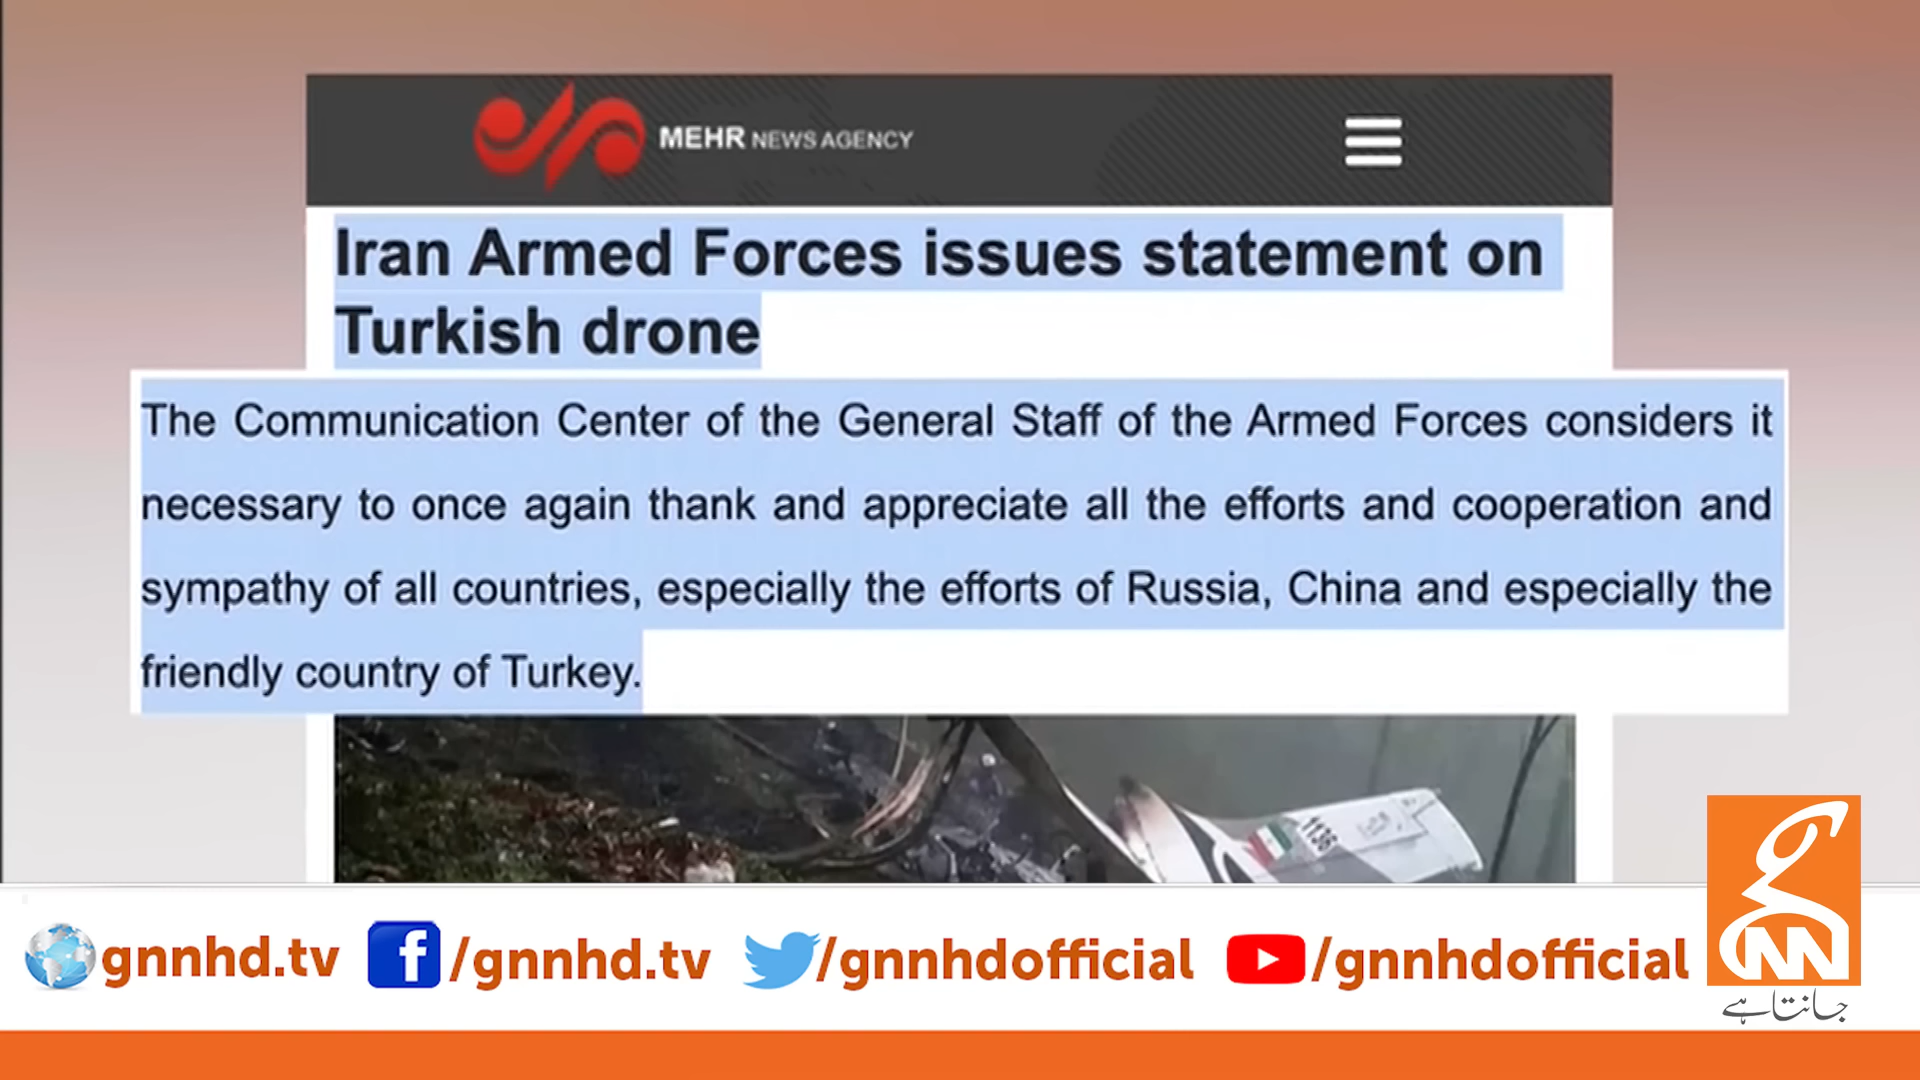 MEHR NEWS AGENCY
Iran Armed Forces issues statement on
Turkish drone
The Communication Center of the General Staff of the Armed Forces considers it
necessary to once again thank and appreciate all the efforts and cooperation and
sympathy of all countries, especially the efforts of Russia, China and especially the
friendly country of Turkey.
1136
gnnhd.tv
/gnnhd.tv
/gnnhdofficial
/gnnhdofficial
GNN
جانتا ہے